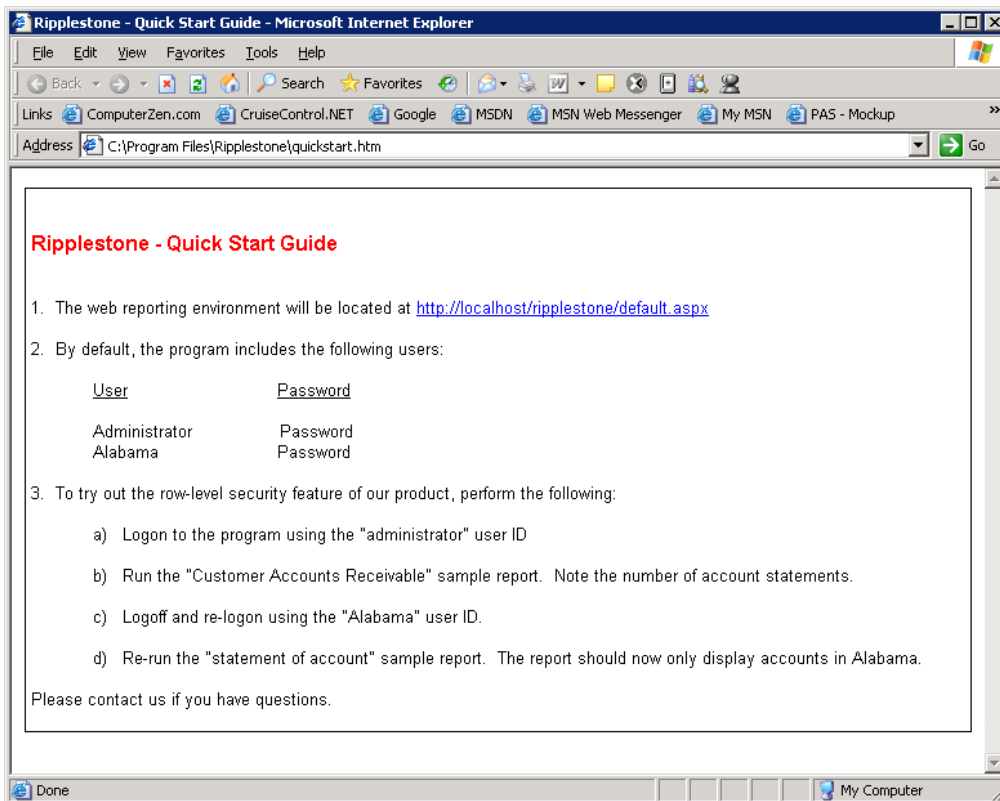 Ripplestone - Quick Start Guide - Microsoft Internet Explorer
File Edit View Favorites Tools Help
Back Search Favorites
Links ComputerZen.com CruiseControl.NET Google MSDN MSN Web Messenger My MSN PAS - Mockup »
Address C:\Program Files\Ripplestone\quickstart.htm Go
Ripplestone - Quick Start Guide
1. The web reporting environment will be located at http://localhost/ripplestone/default.aspx
2. By default, the program includes the following users:
User Password
Administrator Password
Alabama Password
3. To try out the row-level security feature of our product, perform the following:
a) Logon to the program using the "administrator" user ID
b) Run the "Customer Accounts Receivable" sample report. Note the number of account statements.
c) Logoff and re-logon using the "Alabama" user ID.
d) Re-run the "statement of account" sample report. The report should now only display accounts in Alabama.
Please contact us if you have questions.
Done My Computer